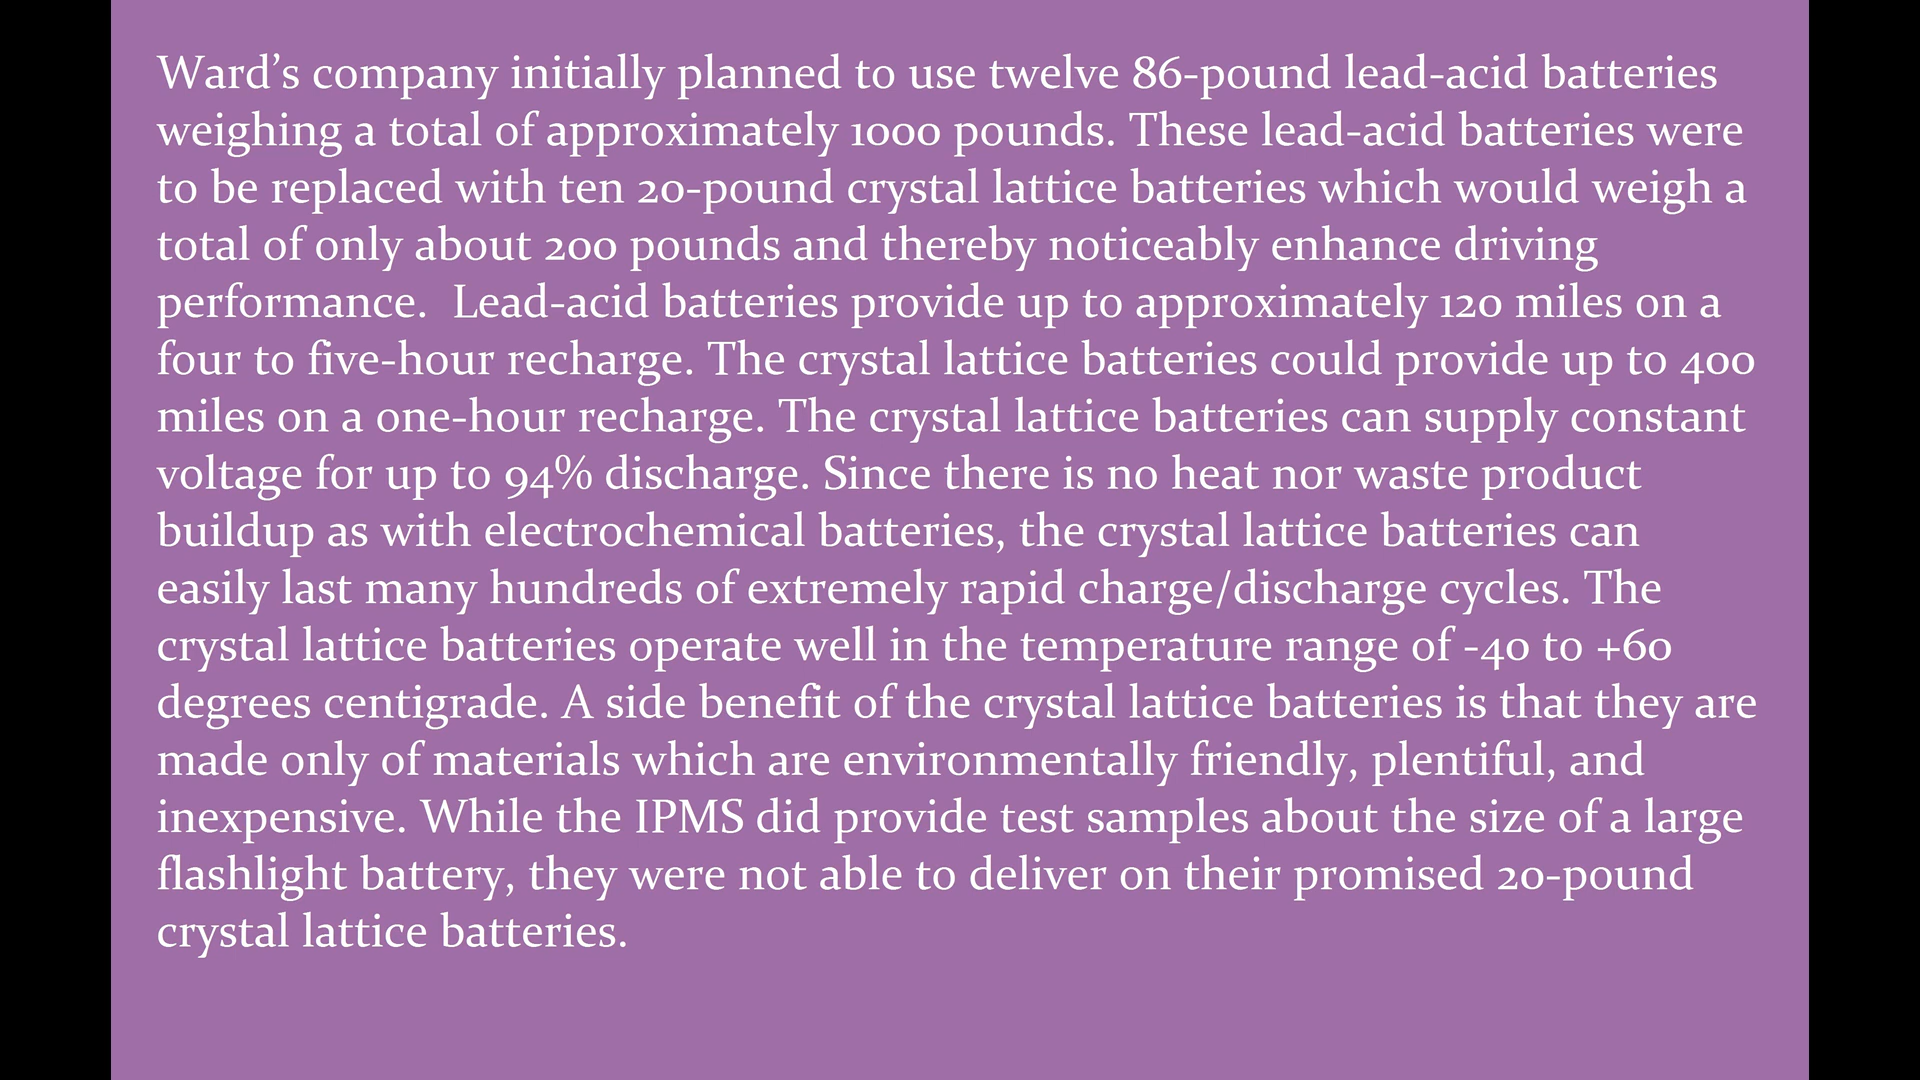 Ward’s company initially planned to use twelve 86-pound lead-acid batteries
weighing a total of approximately 1000 pounds. These lead-acid batteries were
to be replaced with ten 20-pound crystal lattice batteries which would weigh a
total of only about 200 pounds and thereby noticeably enhance driving
performance.  Lead-acid batteries provide up to approximately 120 miles on a
four to five-hour recharge. The crystal lattice batteries could provide up to 400
miles on a one-hour recharge. The crystal lattice batteries can supply constant
voltage for up to 94% discharge. Since there is no heat nor waste product
buildup as with electrochemical batteries, the crystal lattice batteries can
easily last many hundreds of extremely rapid charge/discharge cycles. The
crystal lattice batteries operate well in the temperature range of -40 to +60
degrees centigrade. A side benefit of the crystal lattice batteries is that they are
made only of materials which are environmentally friendly, plentiful, and
inexpensive. While the IPMS did provide test samples about the size of a large
flashlight battery, they were not able to deliver on their promised 20-pound
crystal lattice batteries.